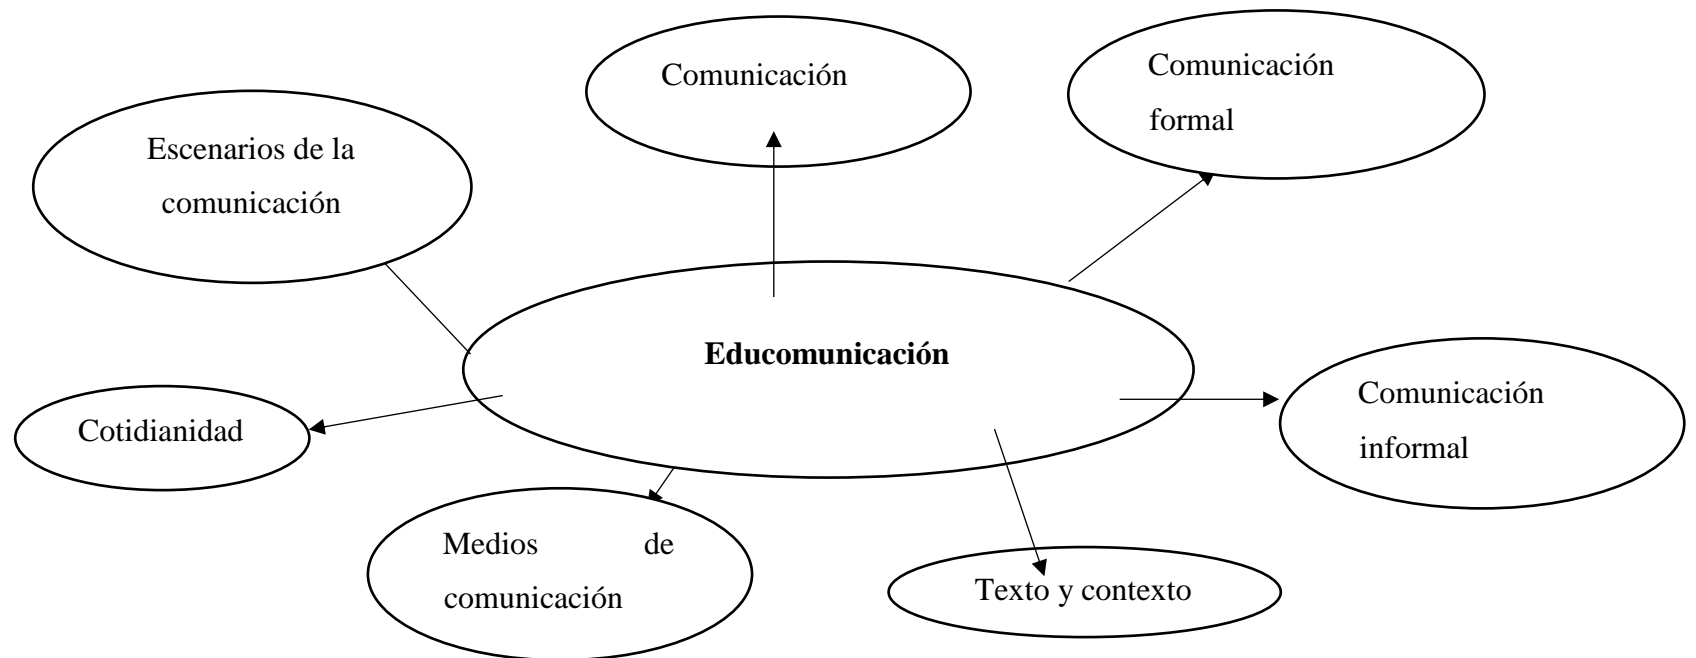 Comunicación
Comunicación
formal
Escenarios de la
comunicación
Educomunicación
Comunicación
informal
Cotidianidad
Medios de
comunicación
Texto y contexto